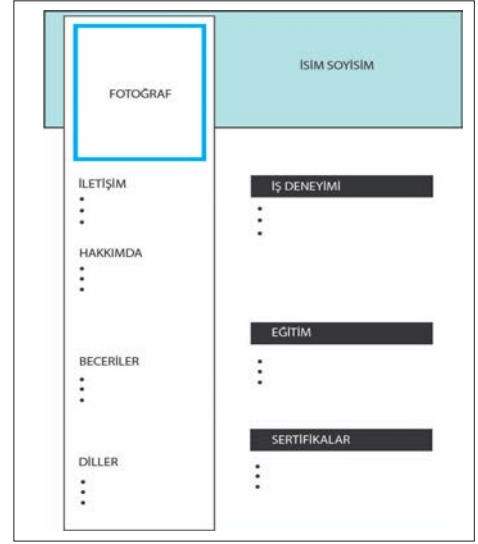 İSİM SOYİSİM
FOTOĞRAF
İLETİŞİM
HAKKIMDA
BECERİLER
DİLLER
İŞ DENEYİMİ
EĞİTİM
SERTİFİKALAR